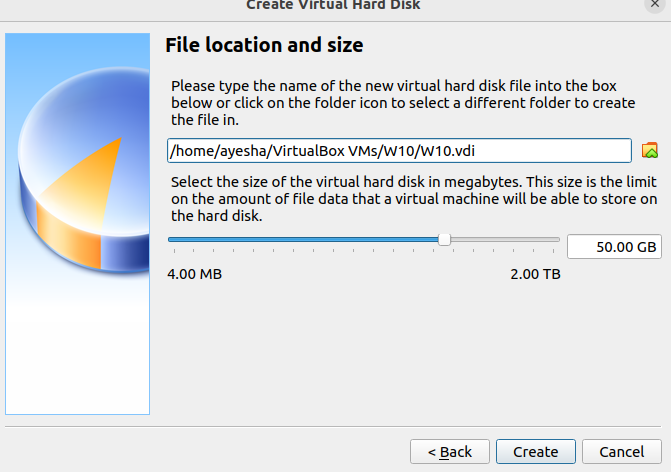 Create Virtual Hard Disk
File location and size
Please type the name of the new virtual hard disk file into the box
below or click on the folder icon to select a different folder to create
the file in.
/home/ayesha/VirtualBox VMs/W10/W10.vdi
Select the size of the virtual hard disk in megabytes. This size is the limit
on the amount of file data that a virtual machine will be able to store on
the hard disk.
50.00 GB
4.00 MB 2.00 TB
< Back Create Cancel